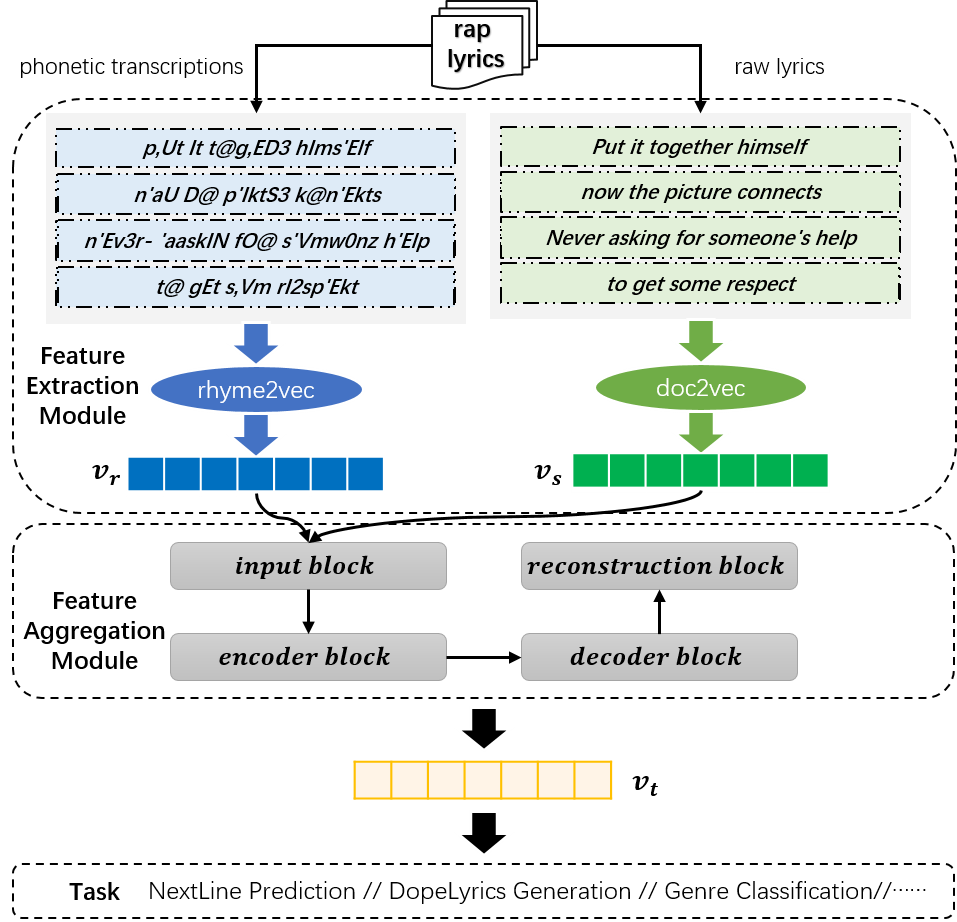 rap
lyrics
phonetic transcriptions
raw lyrics
p,Ut It t@g,ED3 hIms'Elf
n'aU D@ p'IktS3 k@n'Ekts
n'Ev3r- 'aaskIN fO@ s'Vmw0nz h'Elp
t@ gEt s,Vm rI2sp'Ekt
Put it together himself
now the picture connects
Never asking for someone's help
to get some respect
Feature
Extraction
Module
rhyme2vec
doc2vec
v_r
v_s
Feature
Aggregation
Module
input block
reconstruction block
encoder block
decoder block
v_t
Task NextLine Prediction // DopeLyrics Generation // Genre Classification//······